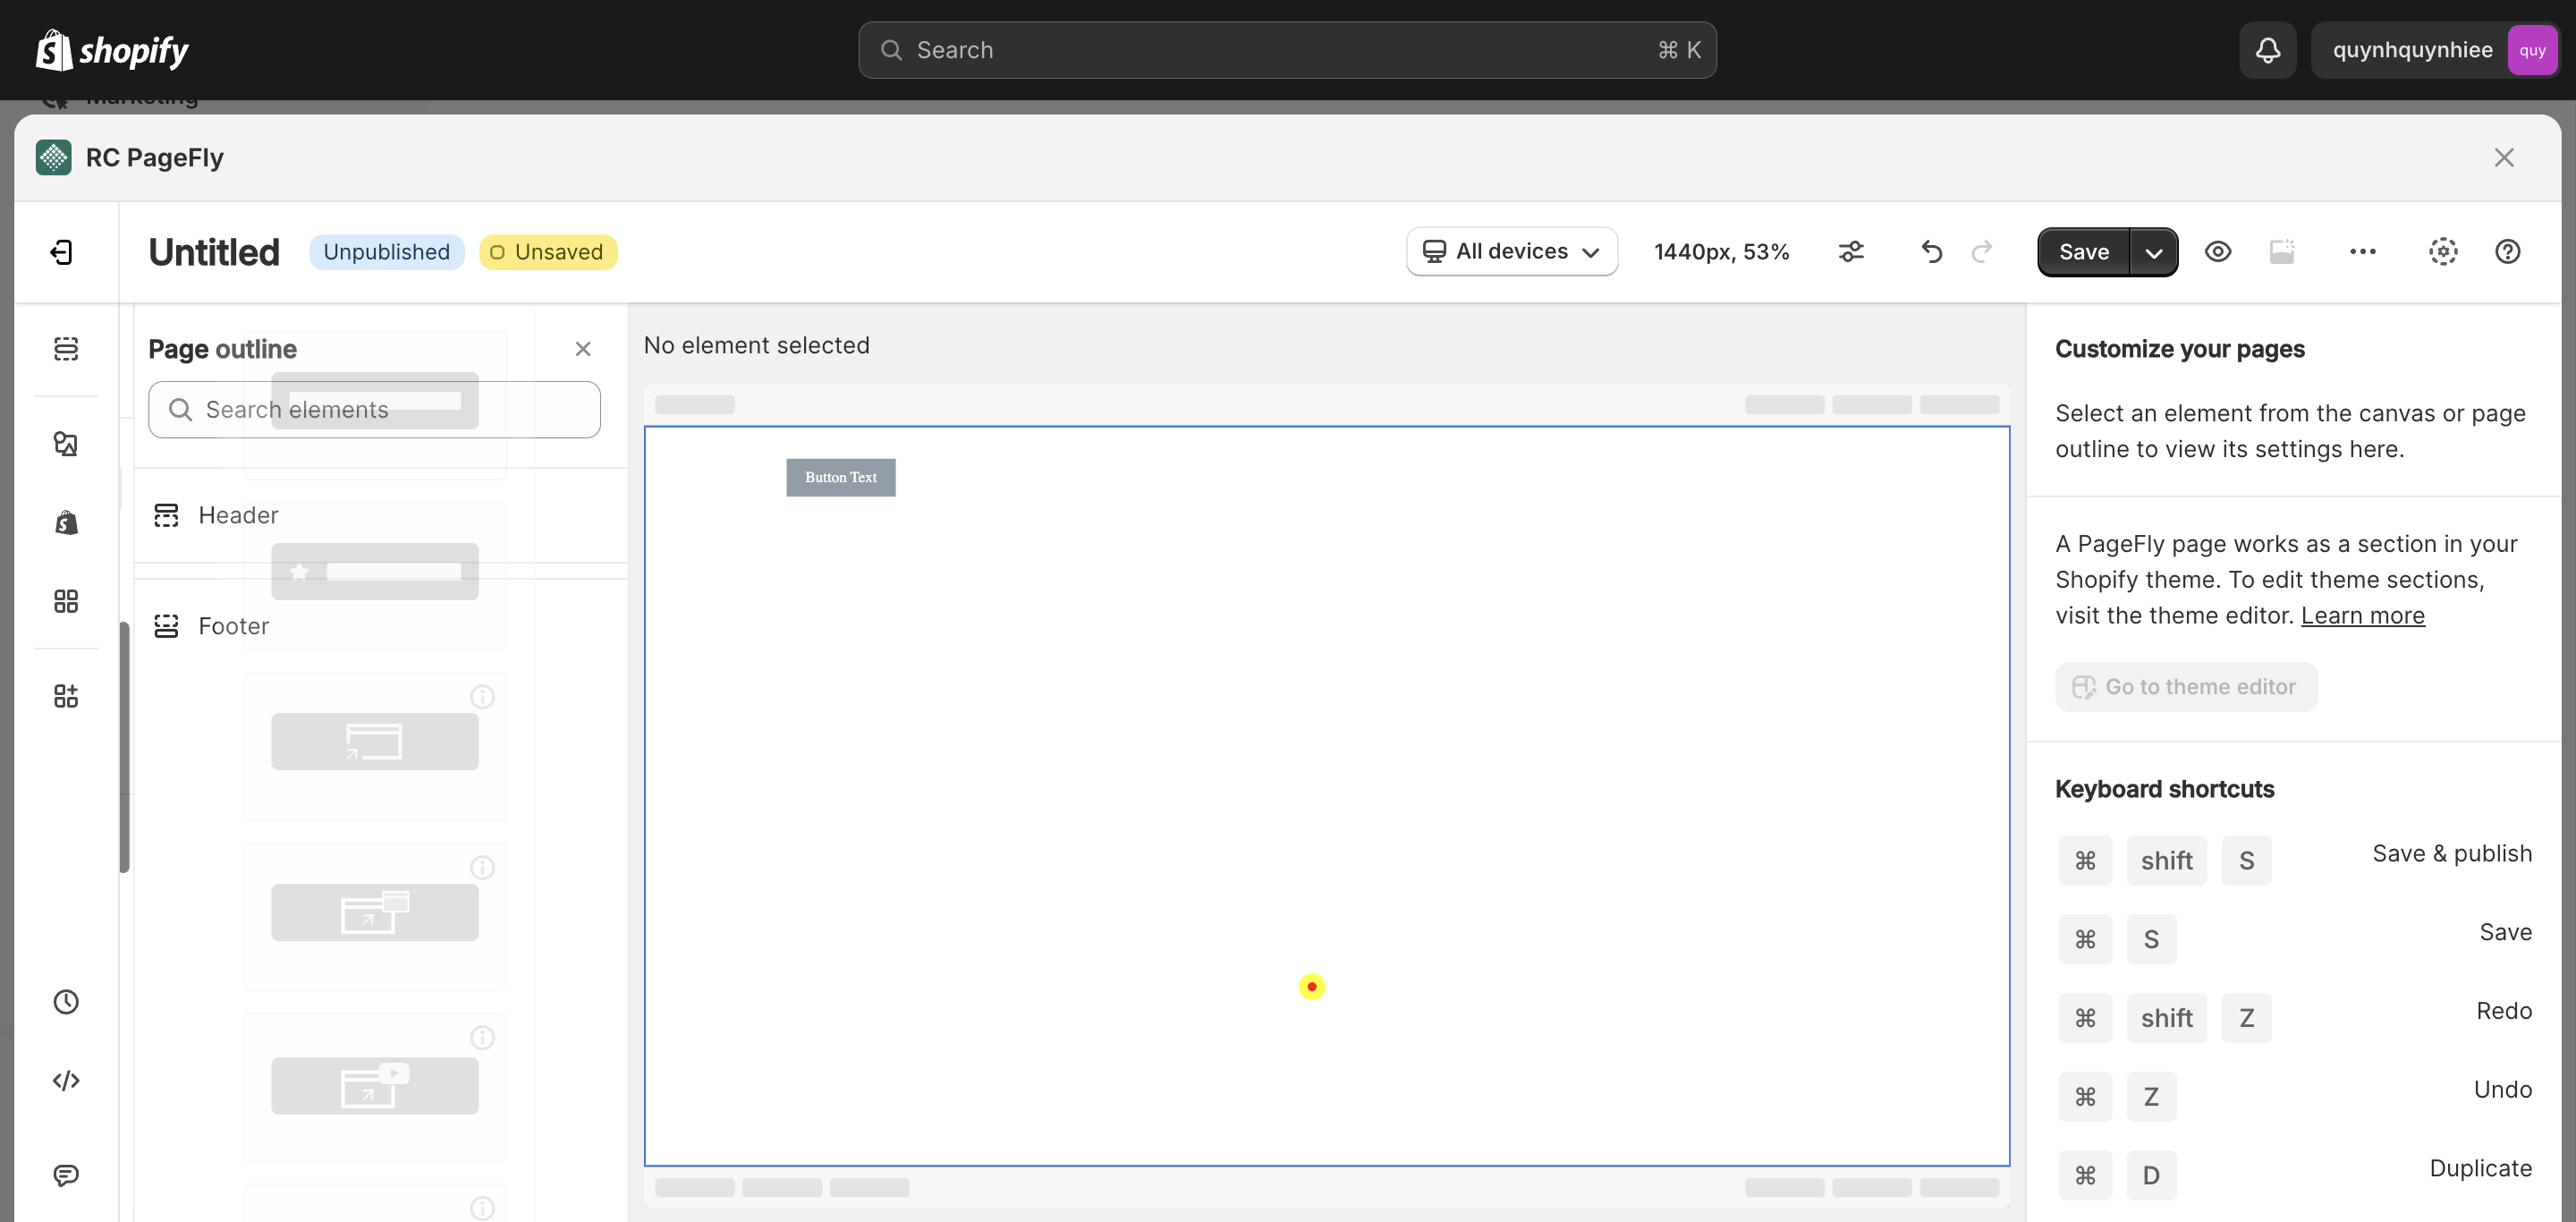 shopify
Search
⌘ K
quynhquynhiee
quy
RC PageFly
Untitled
Unpublished
Unsaved
All devices
1440px, 53%
Save
Page outline
Search elements
Header
Footer
No element selected
Button Text
Customize your pages
Select an element from the canvas or page
outline to view its settings here.
A PageFly page works as a section in your
Shopify theme. To edit theme sections,
visit the theme editor. Learn more
Go to theme editor
Keyboard shortcuts
⌘ shift S Save & publish
⌘ S Save
⌘ shift Z Redo
⌘ Z Undo
⌘ D Duplicate